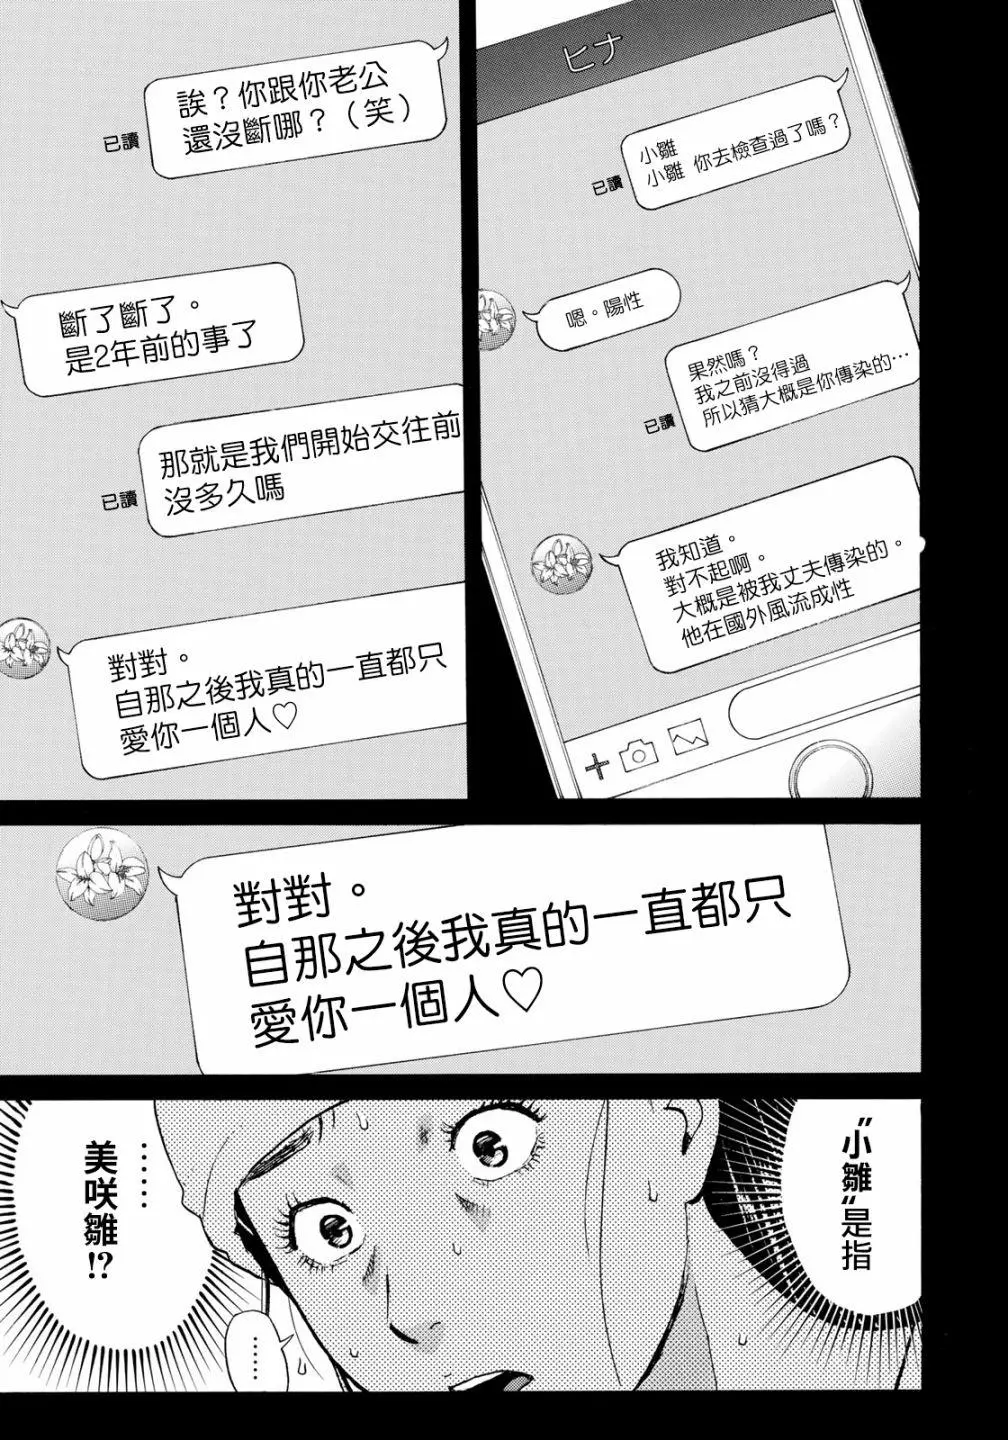 ヒナ
小雛
小雛 你去檢查過了嗎？
已讀
嗯。陽性
果然嗎？
我之前沒得過
所以猜大概是你傳染的…
已讀
我知道。
對不起啊。
大概是被我丈夫傳染的。
他在國外風流成性
誒？你跟你老公
還沒斷哪？（笑）
已讀
斷了斷了。
是2年前的事了
那就是我們開始交往前
沒多久嗎
已讀
對對。
自那之後我真的一直都只
愛你一個人♡
對對。
自那之後我真的一直都只
愛你一個人♡
“小雛”是指
……
美咲雛!?
……